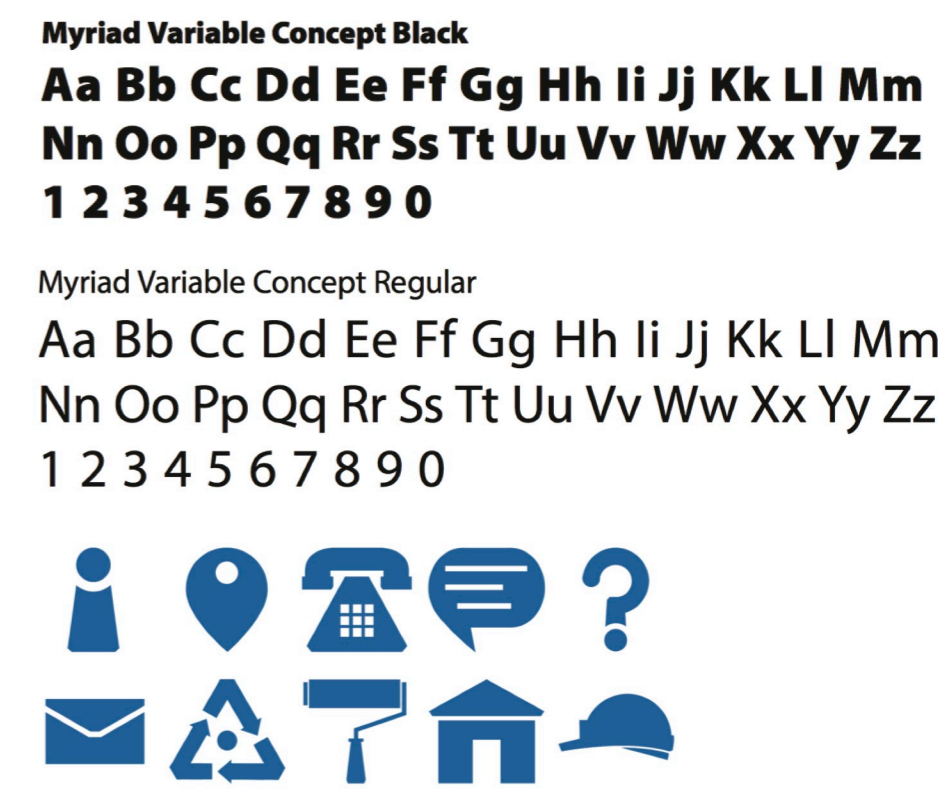 Myriad Variable Concept Black
Aa Bb Cc Dd Ee Ff Gg Hh Ii Jj Kk Ll Mm
Nn Oo Pp Qq Rr Ss Tt Uu Vv Ww Xx Yy Zz
1 2 3 4 5 6 7 8 9 0
Myriad Variable Concept Regular
Aa Bb Cc Dd Ee Ff Gg Hh Ii Jj Kk Ll Mm
Nn Oo Pp Qq Rr Ss Tt Uu Vv Ww Xx Yy Zz
1 2 3 4 5 6 7 8 9 0
?